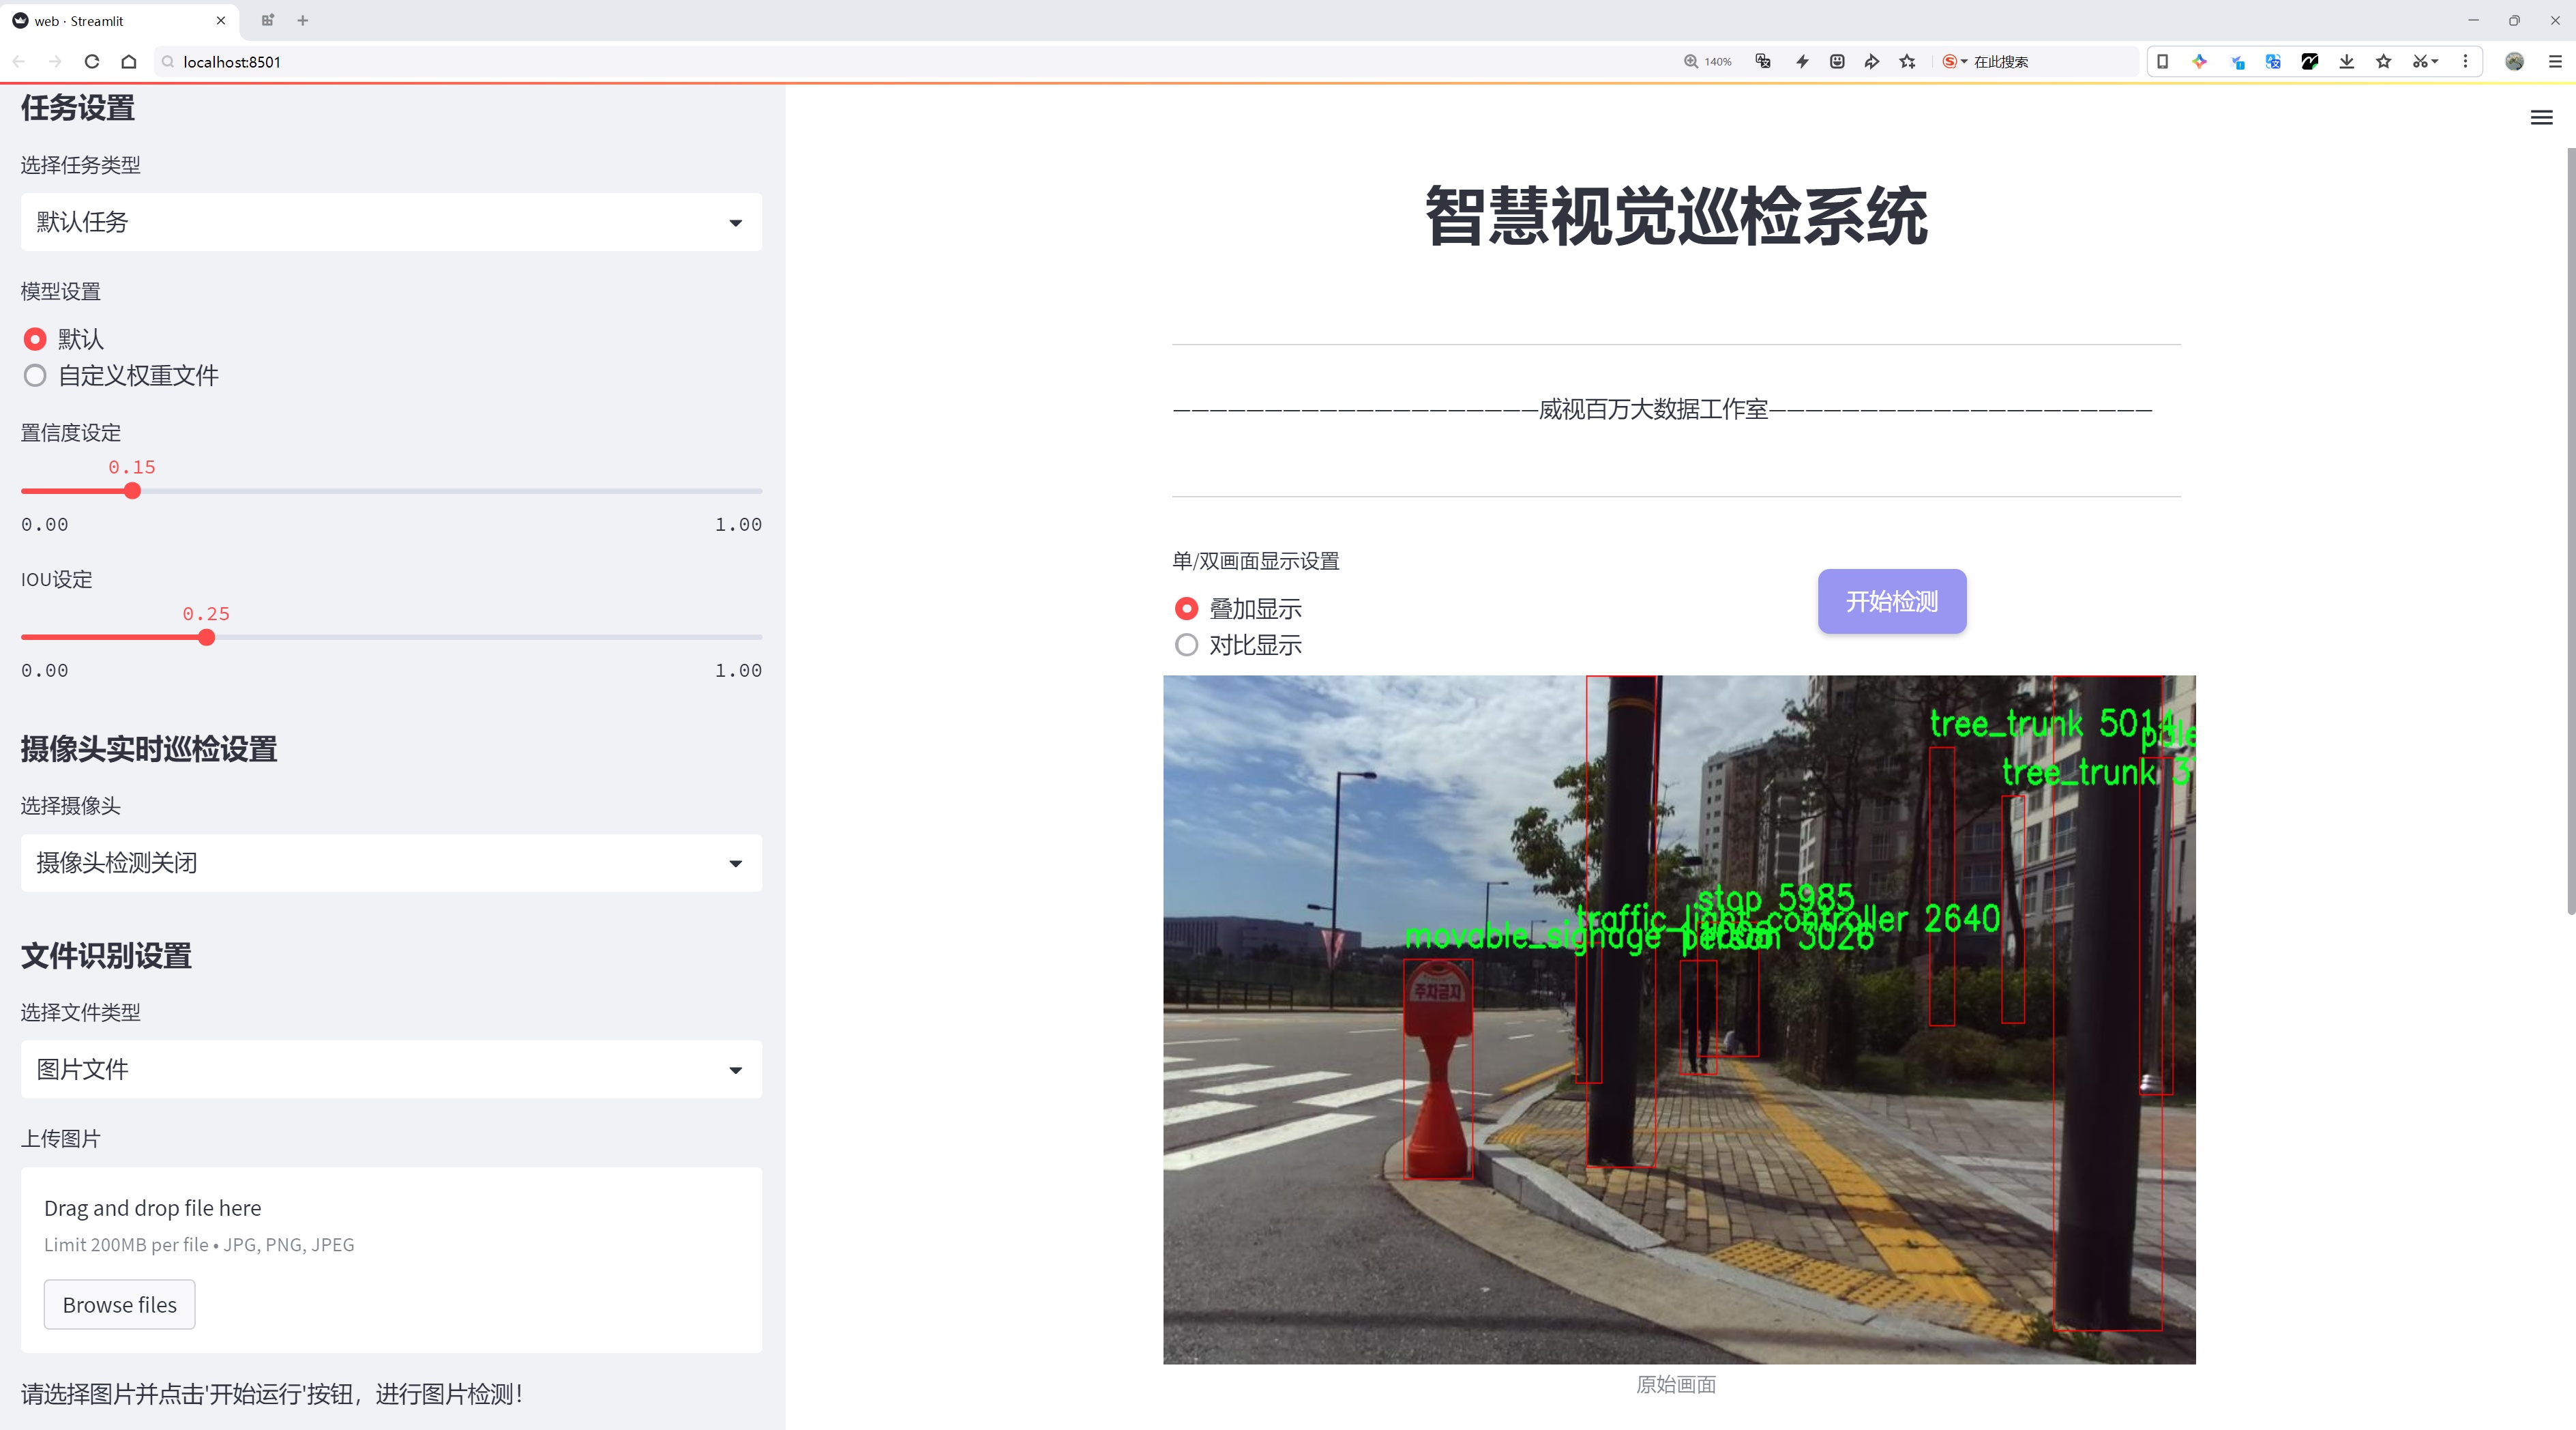 web · Streamlit
localhost:8501
140%
在此搜索
任务设置
选择任务类型
默认任务
模型设置
默认
自定义权重文件
置信度设定
0.15
0.00 1.00
IOU设定
0.25
0.00 1.00
摄像头实时巡检设置
选择摄像头
摄像头检测关闭
文件识别设置
选择文件类型
图片文件
上传图片
Drag and drop file here
Limit 200MB per file • JPG, PNG, JPEG
Browse files
请选择图片并点击'开始运行'按钮，进行图片检测！
智慧视觉巡检系统
—————————————————————威视百万大数据工作室——————————————————————
单/双画面显示设置
叠加显示
对比显示
开始检测
tree_trunk 5014
tree_trunk
stop 5985
traffic_light_controller 2640
movable_signage
person 3026
주차금지
原始画面